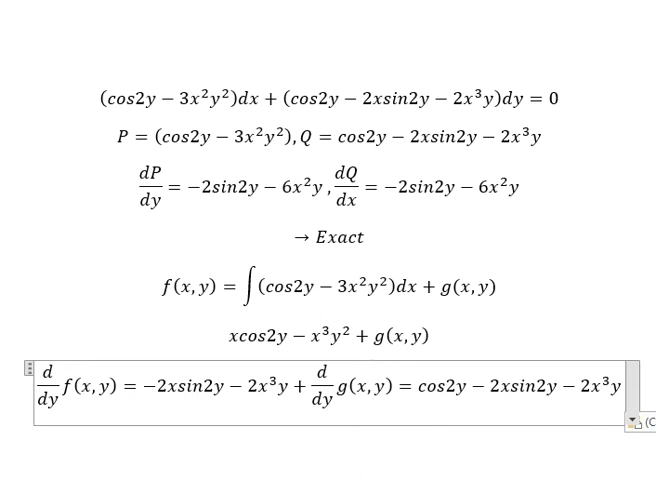 (cos2y − 3x²y²)dx + (cos2y − 2xsin2y − 2x³y)dy = 0
P = (cos2y − 3x²y²), Q = cos2y − 2xsin2y − 2x³y
dP/dy = −2sin2y − 6x²y , dQ/dx = −2sin2y − 6x²y
→ Exact
f(x, y) = ∫(cos2y − 3x²y²)dx + g(x, y)
xcos2y − x³y² + g(x, y)
d/dy f(x, y) = −2xsin2y − 2x³y + d/dy g(x, y) = cos2y − 2xsin2y − 2x³y
(C